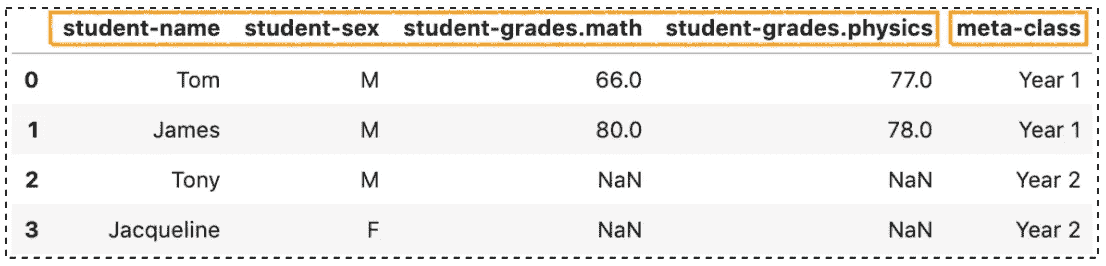 student-name student-sex student-grades.math student-grades.physics meta-class
0 Tom M 66.0 77.0 Year 1
1 James M 80.0 78.0 Year 1
2 Tony M NaN NaN Year 2
3 Jacqueline F NaN NaN Year 2